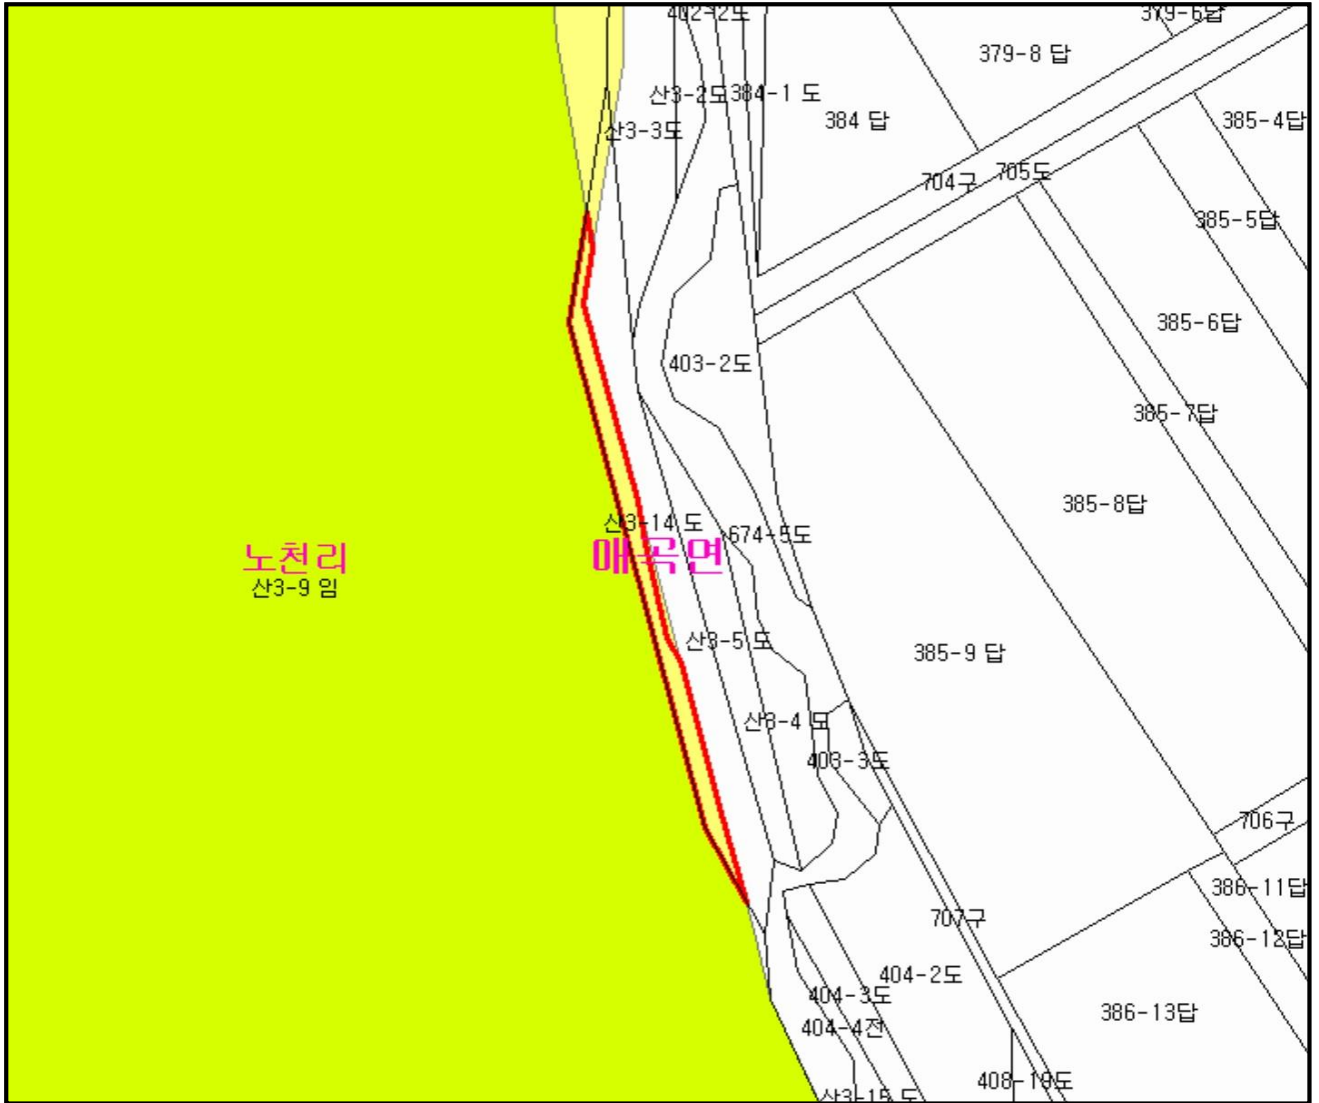 402-2도
379-6답
379-8 답
산3-2도
384-1 도
384 답
385-4답
산3-3도
704구
705도
385-5답
385-6답
403-2도
385-7답
385-8답
산3-14 도
674-5도
노천리
매곡면
산3-9 임
산3-5 도
385-9 답
산3-4 도
403-3도
706구
386-11답
707구
386-12답
404-2도
404-3도
386-13답
404-4전
408-19도
산3-15 도